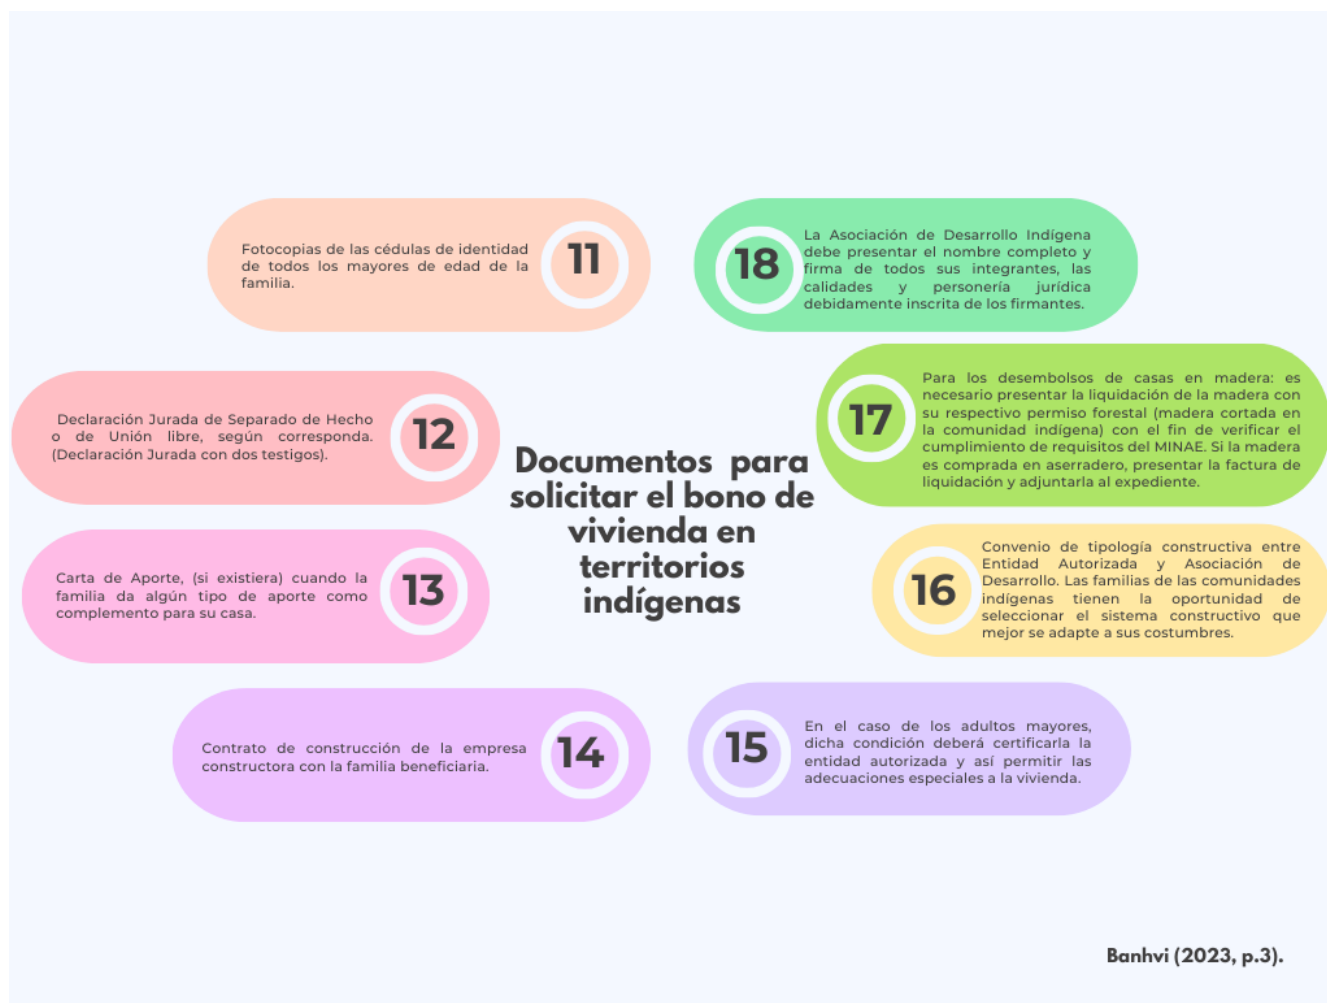 Documentos para
solicitar el bono de
vivienda en
territorios
indígenas
11
Fotocopias de las cédulas de identidad
de todos los mayores de edad de la
familia.
12
Declaración Jurada de Separado de Hecho
o de Unión libre, según corresponda.
(Declaración Jurada con dos testigos).
13
Carta de Aporte, (si existiera) cuando la
familia da algún tipo de aporte como
complemento para su casa.
14
Contrato de construcción de la empresa
constructora con la familia beneficiaria.
15
En el caso de los adultos mayores,
dicha condición deberá certificarla la
entidad autorizada y así permitir las
adecuaciones especiales a la vivienda.
16
Convenio de tipología constructiva entre
Entidad Autorizada y Asociación de
Desarrollo. Las familias de las comunidades
indígenas tienen la oportunidad de
seleccionar el sistema constructivo que
mejor se adapte a sus costumbres.
17
Para los desembolsos de casas en madera: es
necesario presentar la liquidación de la madera con
su respectivo permiso forestal (madera cortada en
la comunidad indígena) con el fin de verificar el
cumplimiento de requisitos del MINAE. Si la madera
es comprada en aserradero, presentar la factura de
liquidación y adjuntarla al expediente.
18
La Asociación de Desarrollo Indígena
debe presentar el nombre completo y
firma de todos sus integrantes, las
calidades y personería jurídica
debidamente inscrita de los firmantes.
Banhvi (2023, p.3).